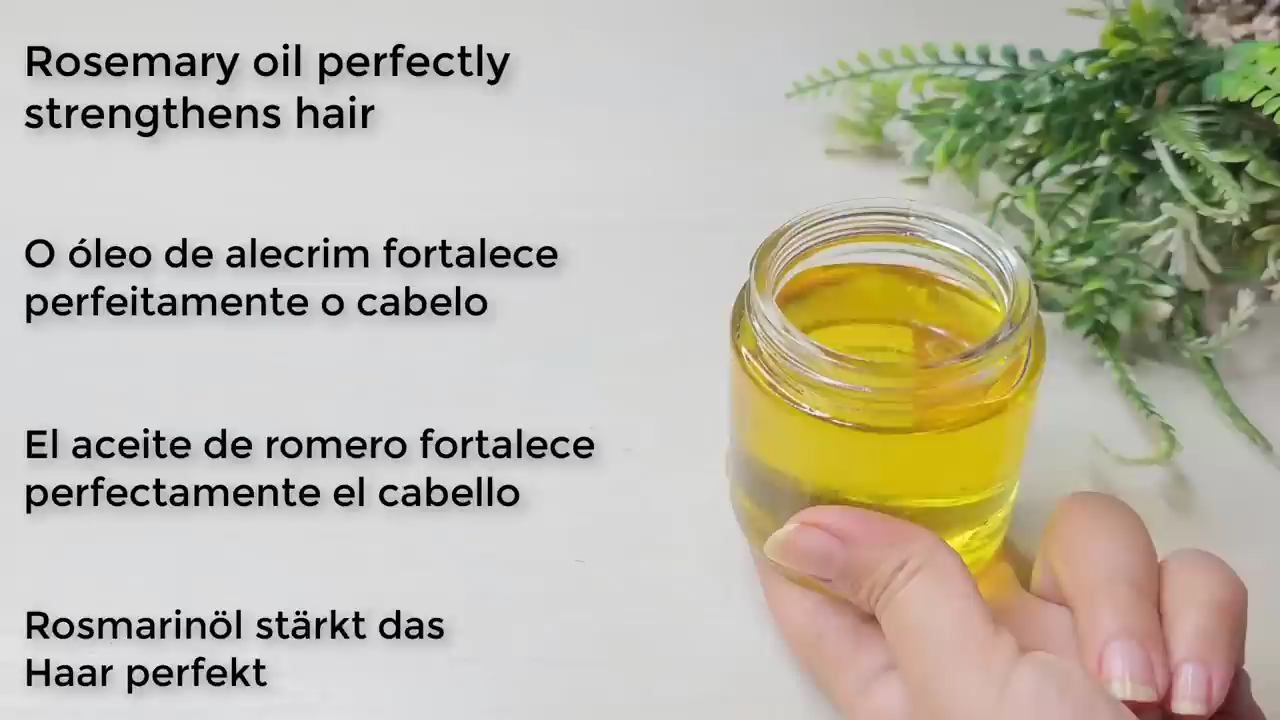 Rosemary oil perfectly
strengthens hair
O óleo de alecrim fortalece
perfeitamente o cabelo
El aceite de romero fortalece
perfectamente el cabello
Rosmarinöl stärkt das
Haar perfekt